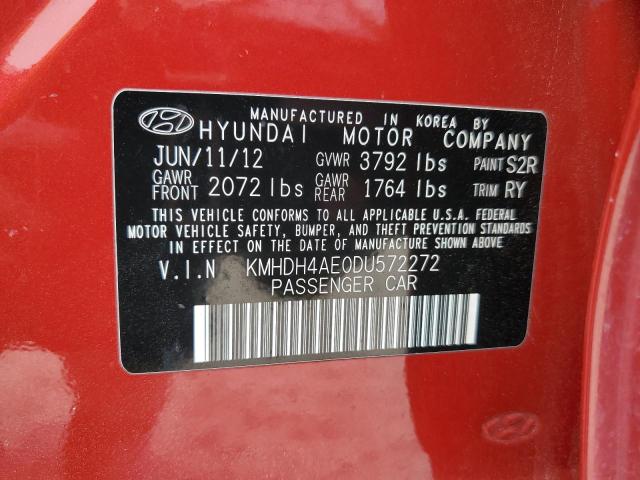 MANUFACTURED IN KOREA BY
HYUNDAI MOTOR COMPANY
JUN/11/12 GVWR 3792 lbs PAINT S2R
GAWR FRONT 2072 lbs GAWR REAR 1764 lbs TRIM RY
THIS VEHICLE CONFORMS TO ALL APPLICABLE U.S.A. FEDERAL
MOTOR VEHICLE SAFETY, BUMPER, AND THEFT PREVENTION STANDARDS
IN EFFECT ON THE DATE OF MANUFACTURE SHOWN ABOVE.
V.I.N KMHDH4AE0DU572272
PASSENGER CAR